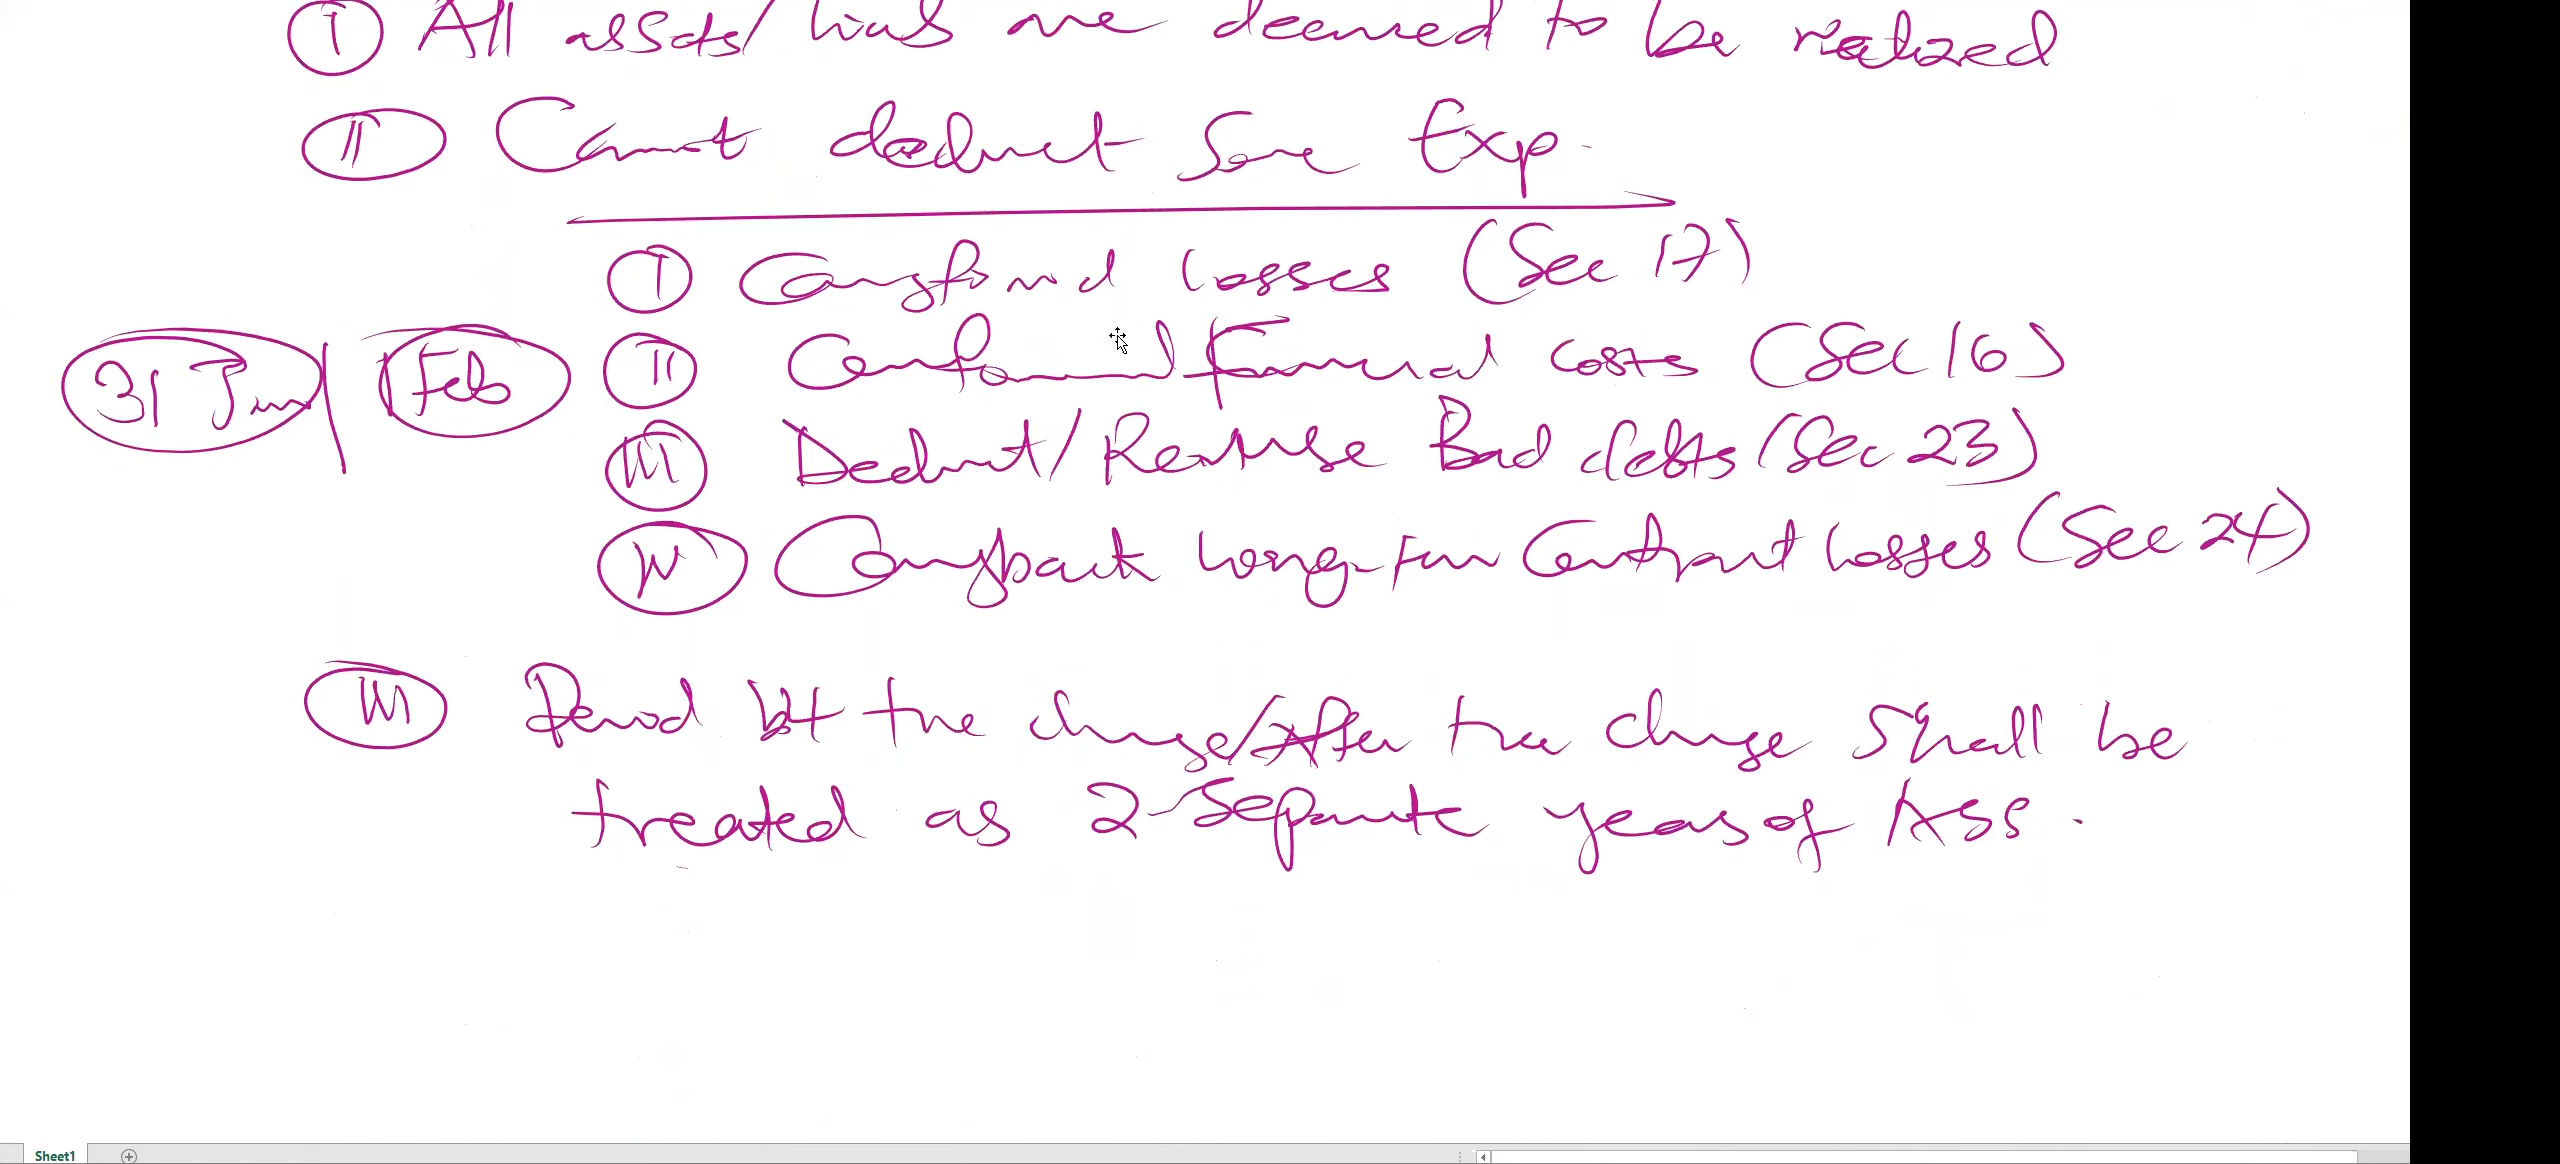 I All assets/liab are deemed to be realized
II Cannot deduct Some Exp.
I Carryforward losses (Sec 17)
31 Jan 1 Feb II Carryforward Financial costs (Sec 16)
III Deduct/Reverse Bad debts (Sec 23)
IV Carryback Long-term Contract Losses (Sec 24)
III Period b4 the change/After the change Shall be
treated as 2-Separate years of Ass.
Sheet1